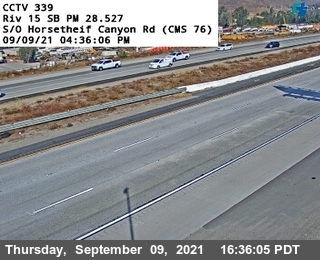 CCTV 339
Riv 15 SB PM 28.527
S/O Horsetheif Canyon Rd (CMS 76)
09/09/21 04:36:06 PM
Thursday, September 09, 2021 16:36:05 PDT